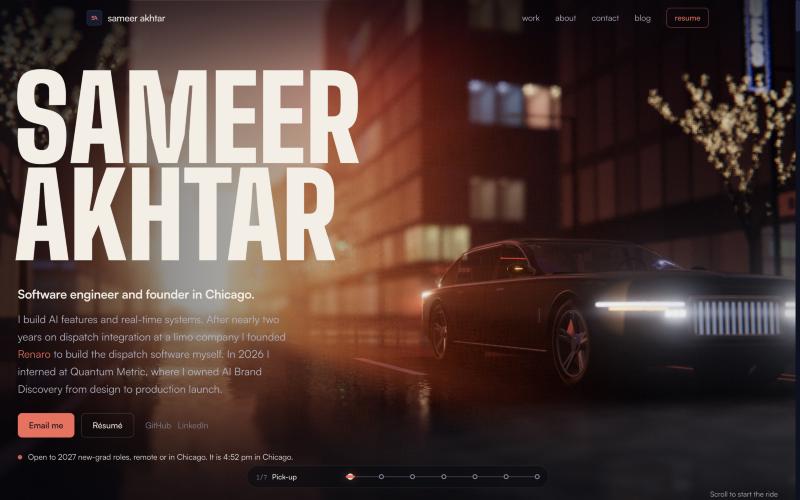 SA
sameer akhtar
work about contact blog resume
SAMEER
AKHTAR
Software engineer and founder in Chicago.
I build AI features and real-time systems. After nearly two
years on dispatch integration at a limo company I founded
Renaro to build the dispatch software myself. In 2026 I
interned at Quantum Metric, where I owned AI Brand
Discovery from design to production launch.
Email me Résumé GitHub LinkedIn
Open to 2027 new-grad roles, remote or in Chicago. It is 4:52 pm in Chicago.
1/7 Pick-up
Scroll to start the ride